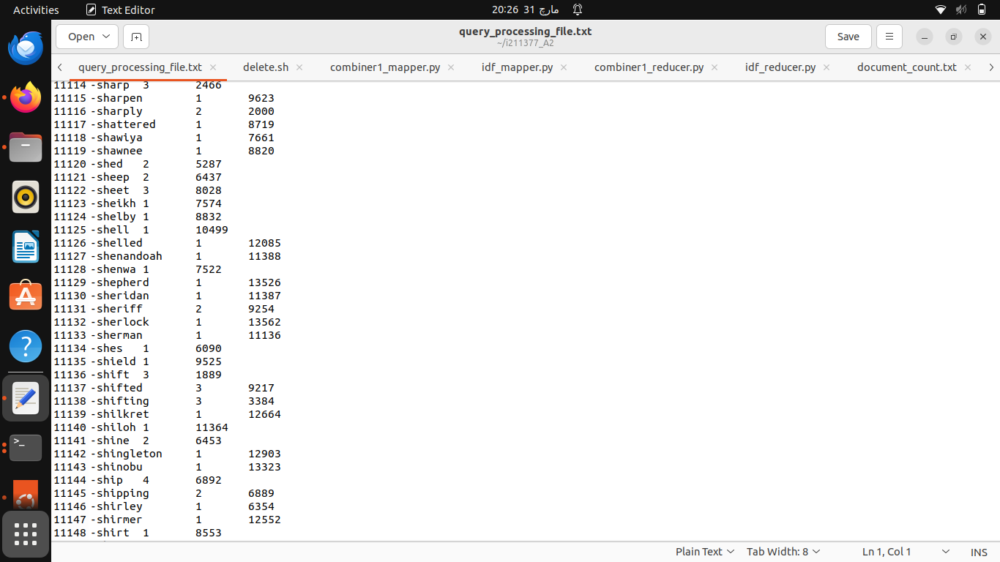 Activities Text Editor 20:26 31 مارچ
Open query_processing_file.txt Save
~/i211377_A2
query_processing_file.txt delete.sh combiner1_mapper.py idf_mapper.py combiner1_reducer.py idf_reducer.py document_count.txt
11114 -sharp 3 2466
11115 -sharpen 1 9623
11116 -sharply 2 2000
11117 -shattered 1 8719
11118 -shawiya 1 7661
11119 -shawnee 1 8820
11120 -shed 2 5287
11121 -sheep 2 6437
11122 -sheet 3 8028
11123 -sheikh 1 7574
11124 -shelby 1 8832
11125 -shell 1 10499
11126 -shelled 1 12085
11127 -shenandoah 1 11388
11128 -shenwa 1 7522
11129 -shepherd 1 13526
11130 -sheridan 1 11387
11131 -sheriff 2 9254
11132 -sherlock 1 13562
11133 -sherman 1 11136
11134 -shes 1 6090
11135 -shield 1 9525
11136 -shift 3 1889
11137 -shifted 3 9217
11138 -shifting 3 3384
11139 -shilkret 1 12664
11140 -shiloh 1 11364
11141 -shine 2 6453
11142 -shingleton 1 12903
11143 -shinobu 1 13323
11144 -ship 4 6892
11145 -shipping 2 6889
11146 -shirley 1 6354
11147 -shirmer 1 12552
11148 -shirt 1 8553
Plain Text Tab Width: 8 Ln 1, Col 1 INS